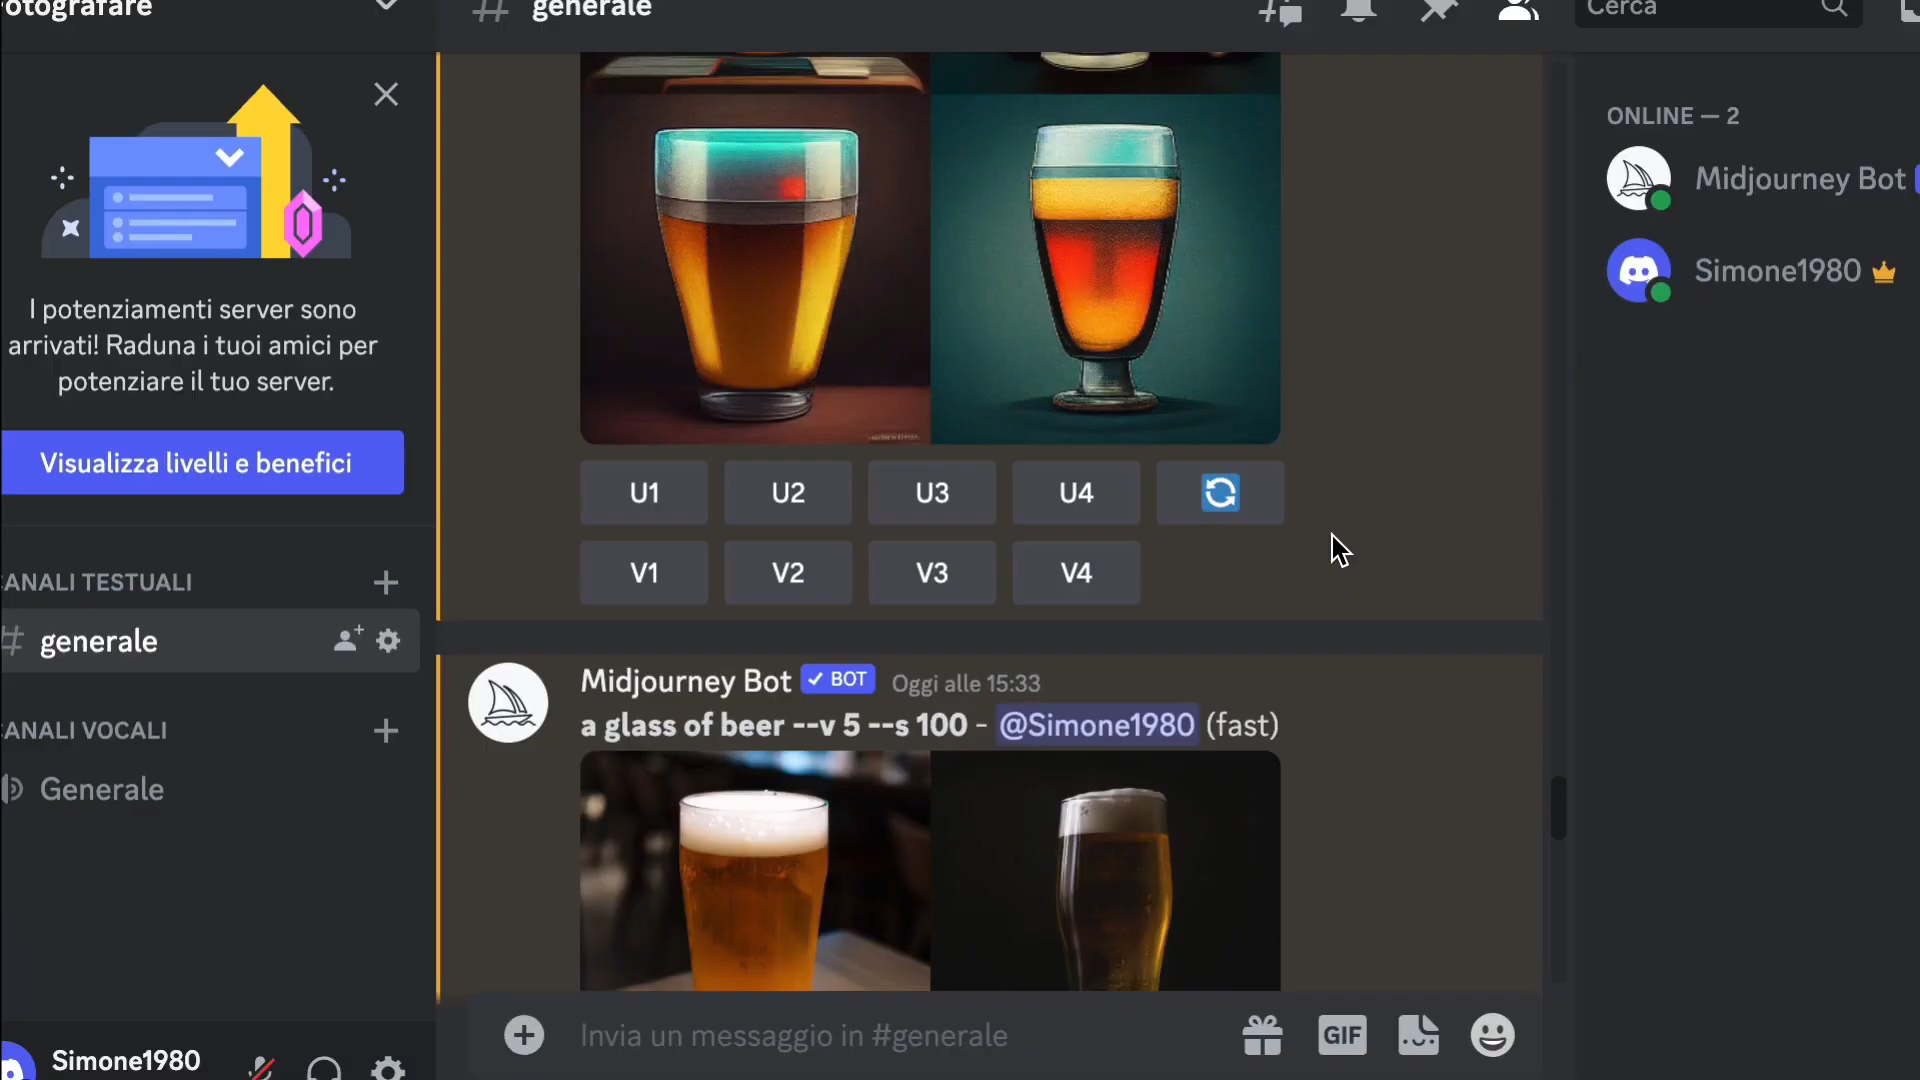 otografare
generale
Cerca
I potenziamenti server sono
arrivati! Raduna i tuoi amici per
potenziare il tuo server.
Visualizza livelli e benefici
ANALI TESTUALI
generale
ANALI VOCALI
Generale
Simone1980
U1 U2 U3 U4
V1 V2 V3 V4
Midjourney Bot ✓ BOT Oggi alle 15:33
a glass of beer --v 5 --s 100 - @Simone1980 (fast)
Invia un messaggio in #generale
GIF
ONLINE — 2
Midjourney Bot
Simone1980